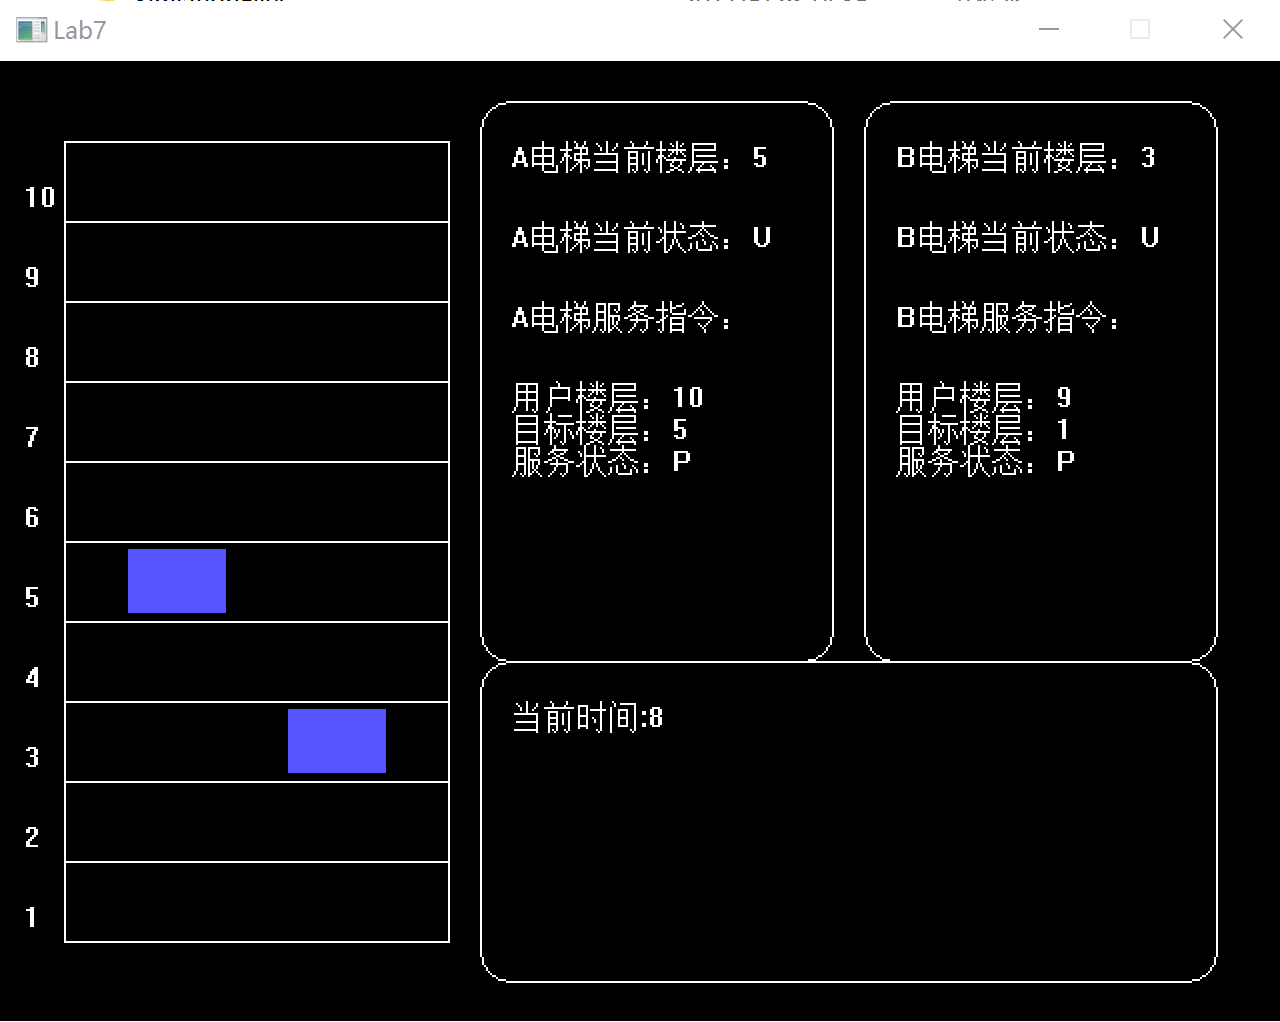 Lab7
10
9
8
7
6
5
4
3
2
1
A电梯当前楼层：5
A电梯当前状态：U
A电梯服务指令：
用户楼层：10
目标楼层：5
服务状态：P
B电梯当前楼层：3
B电梯当前状态：U
B电梯服务指令：
用户楼层：9
目标楼层：1
服务状态：P
当前时间:8